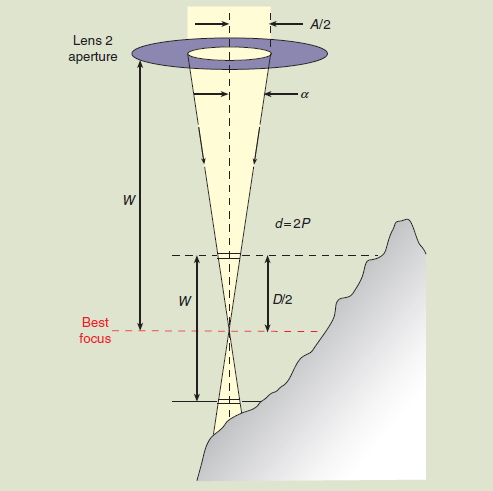 A/2
Lens 2
aperture
α
W
d=2P
W
D/2
Best
focus